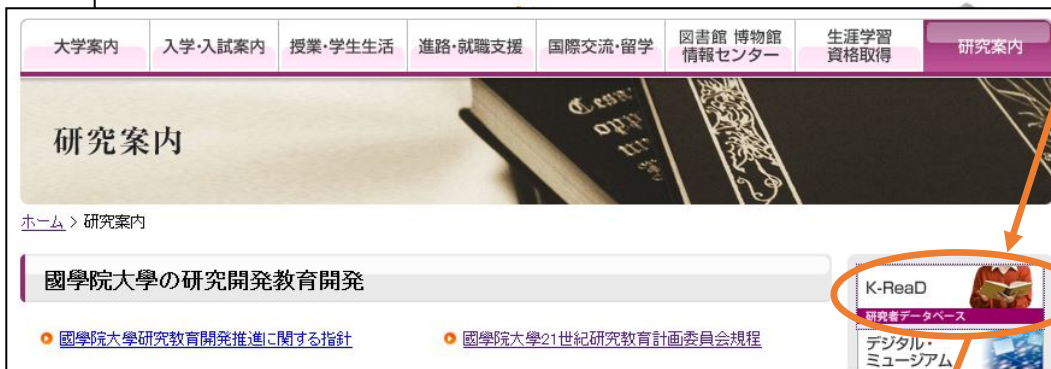 大学案内
入学・入試案内
授業・学生生活
進路・就職支援
国際交流・留学
図書館 博物館
情報センター
生涯学習
資格取得
研究案内
研究案内
ホーム > 研究案内
國學院大學の研究開発教育開発
國學院大學研究教育開発推進に関する指針
國學院大學21世紀研究教育計画委員会規程
K-ReaD
研究者データベース
デジタル・
ミュージアム